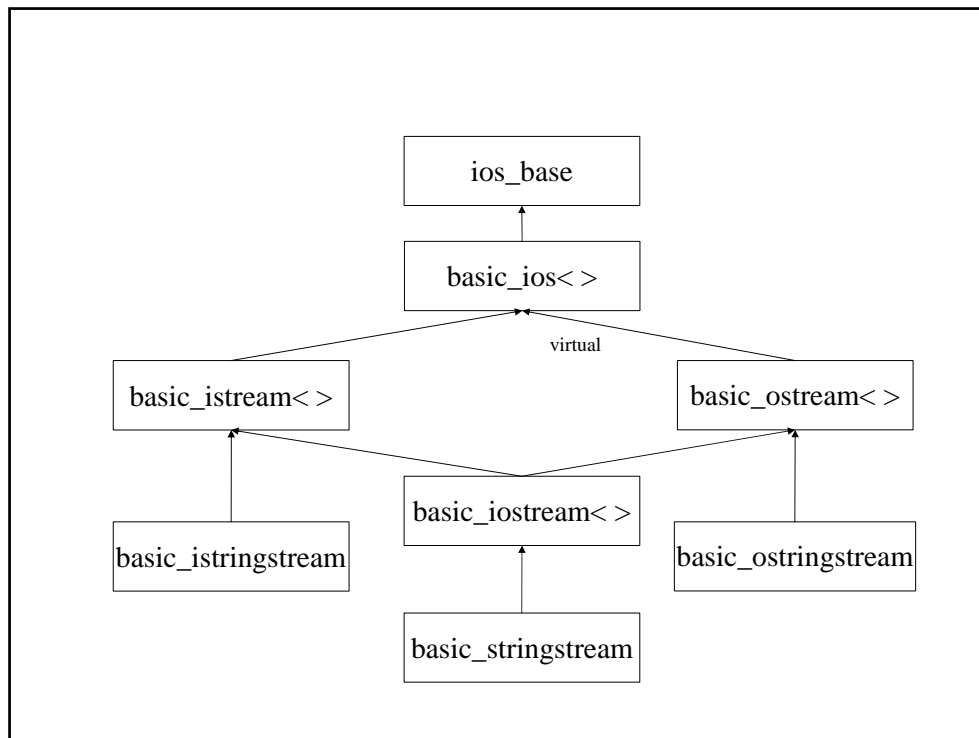 ios_base
basic_ios< >
virtual
basic_istream< >
basic_ostream< >
basic_iostream< >
basic_istringstream
basic_ostringstream
basic_stringstream